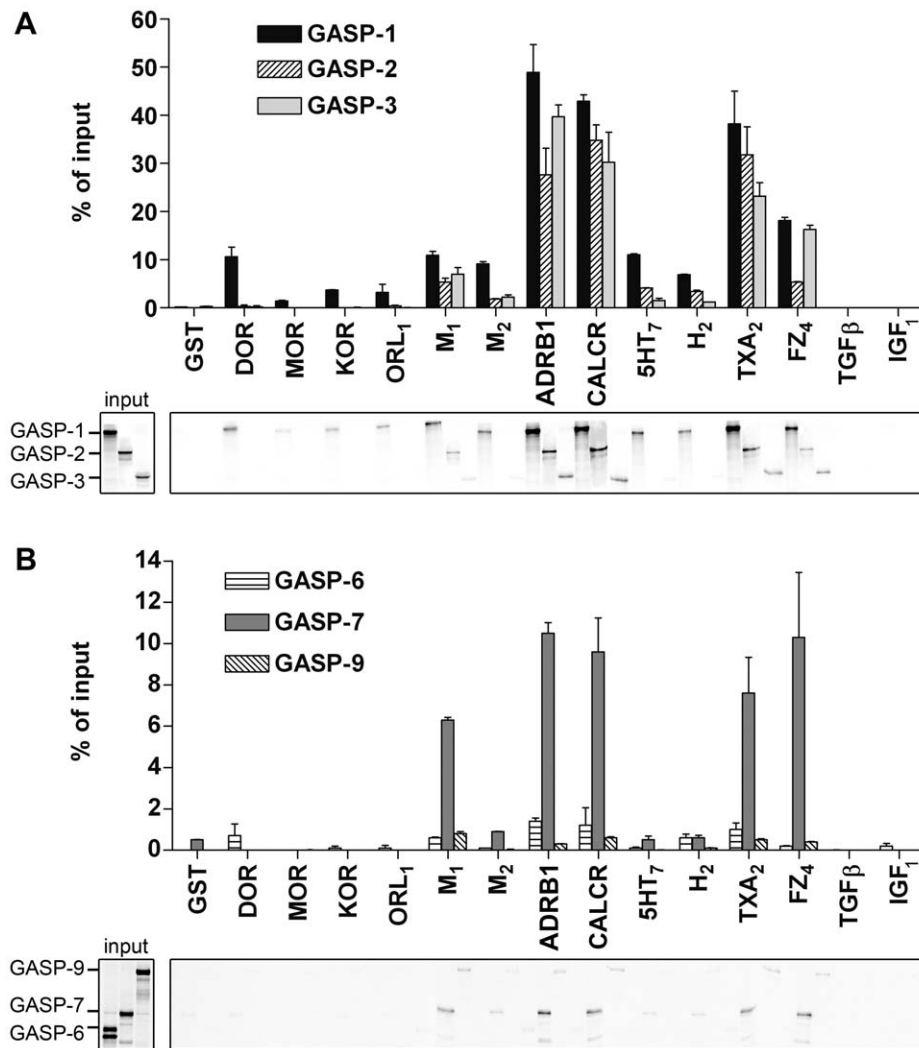 A
60
50
40
30
20
10
0
% of input
GASP-1
GASP-2
GASP-3
GST
DOR
MOR
KOR
ORL1
M1
M2
ADRB1
CALCR
5HT7
H2
TXA2
FZ4
TGFβ
IGF1
input
GASP-1
GASP-2
GASP-3
B
14
12
10
8
6
4
2
0
% of input
GASP-6
GASP-7
GASP-9
GST
DOR
MOR
KOR
ORL1
M1
M2
ADRB1
CALCR
5HT7
H2
TXA2
FZ4
TGFβ
IGF1
input
GASP-9
GASP-7
GASP-6